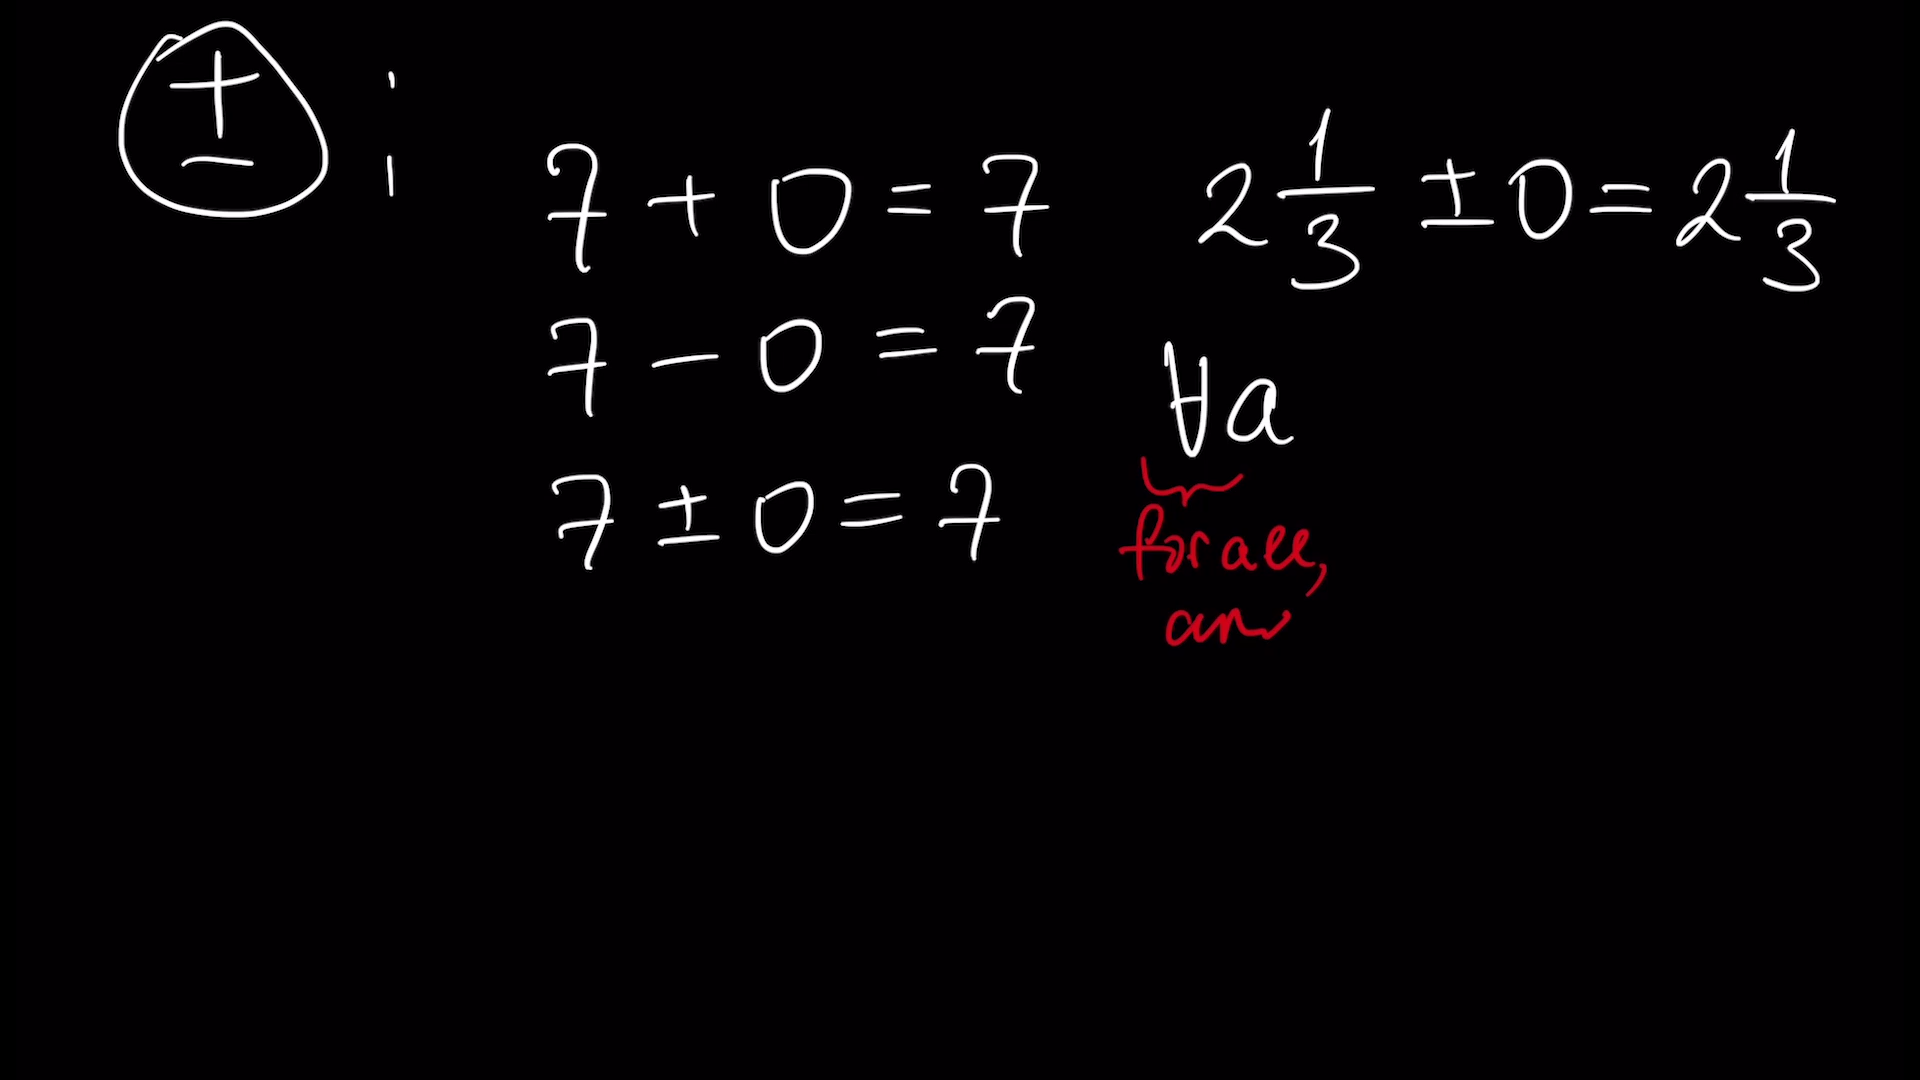 ± :
7 + 0 = 7
7 - 0 = 7
7 ± 0 = 7
2 1/3 ± 0 = 2 1/3
∀a
for all,